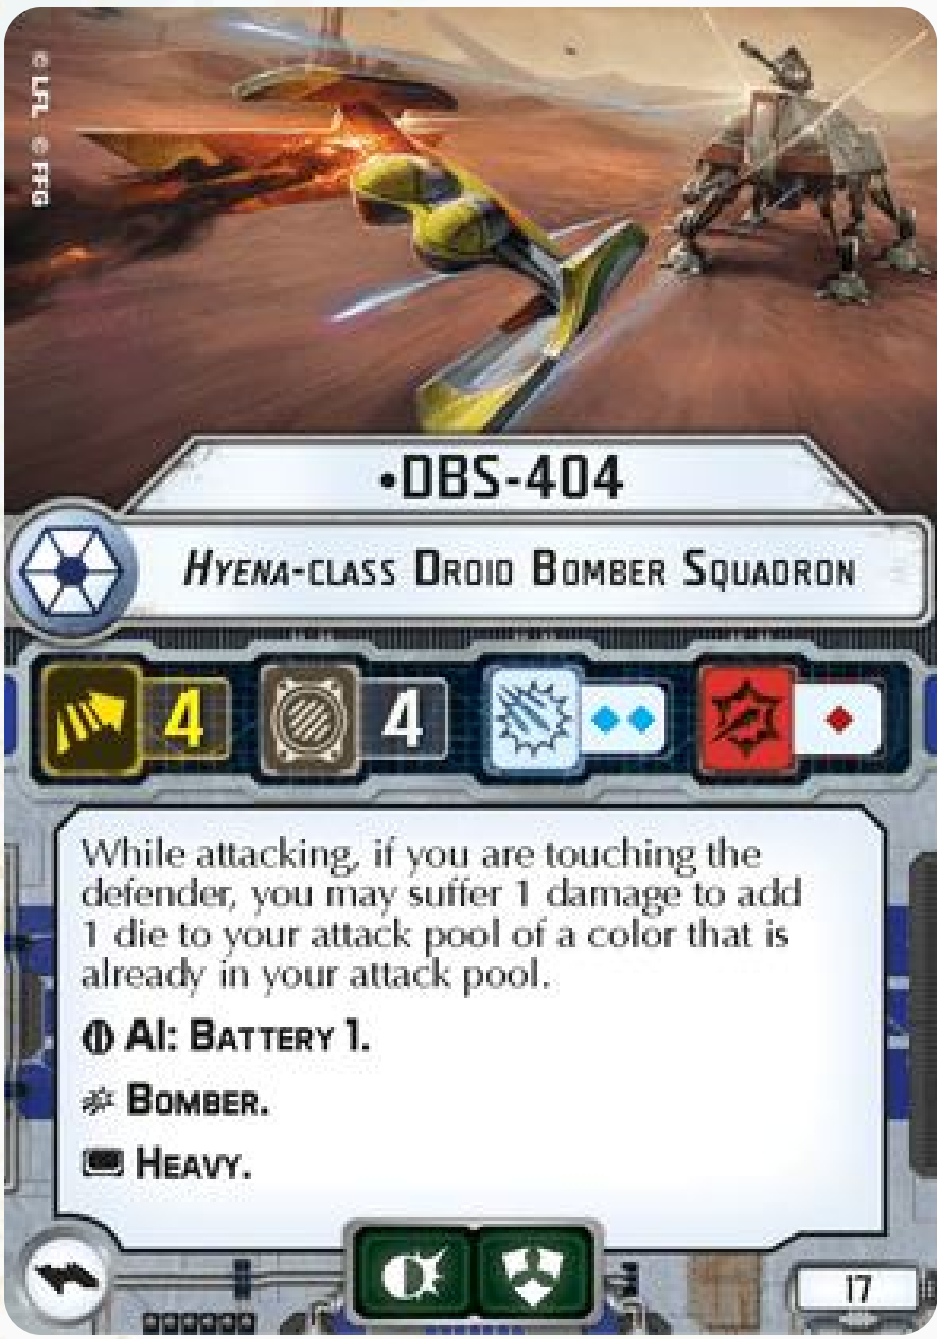 © LFL © FFG
•DBS-404
HYENA-CLASS DROID BOMBER SQUADRON
4 4
While attacking, if you are touching the
defender, you may suffer 1 damage to add
1 die to your attack pool of a color that is
already in your attack pool.
AI: BATTERY 1.
BOMBER.
HEAVY.
17